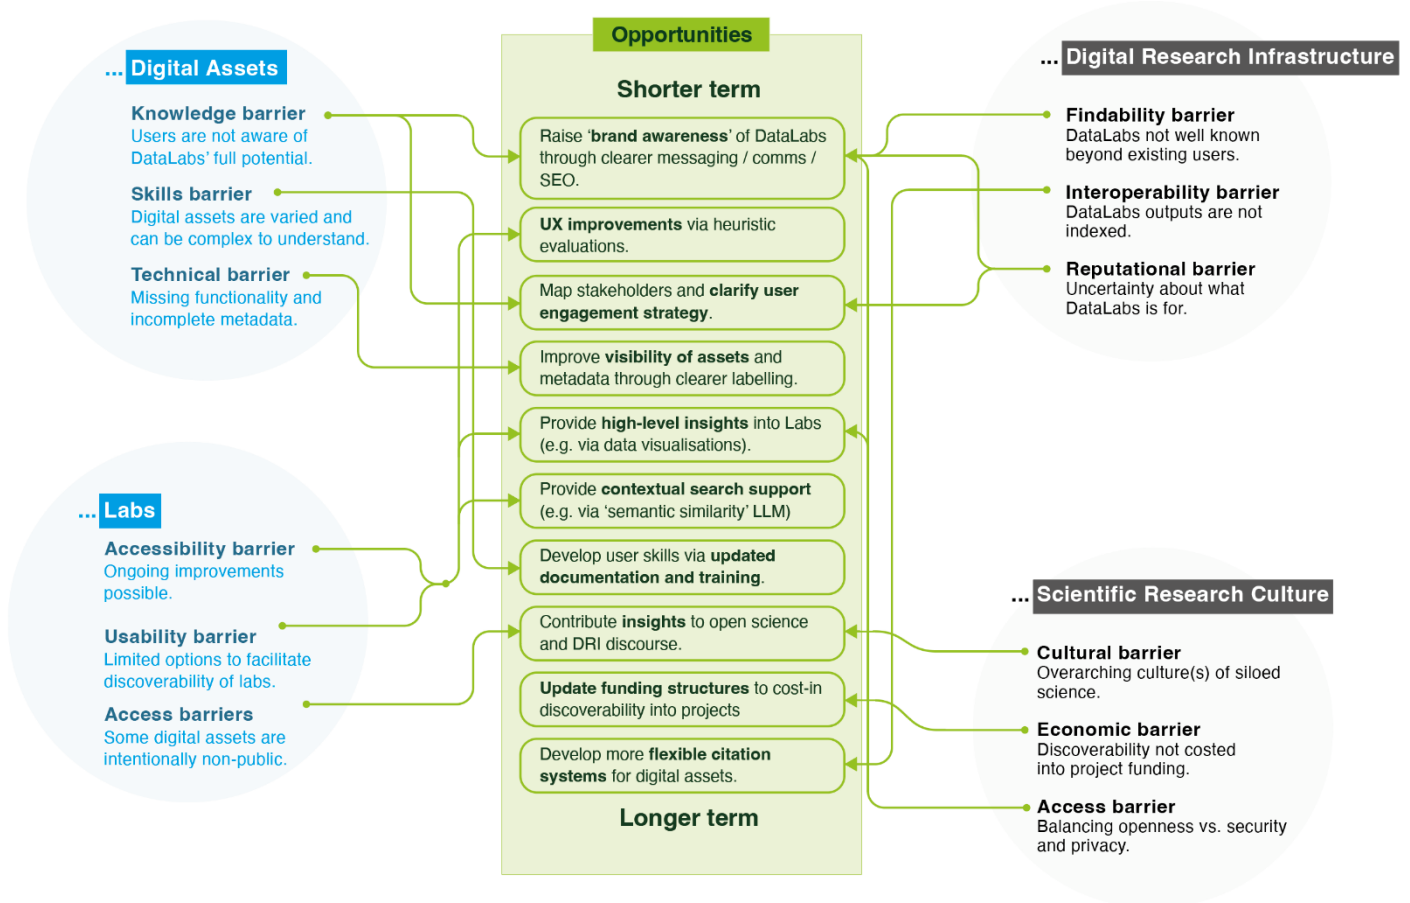 ... Digital Assets
Knowledge barrier
Users are not aware of
DataLabs' full potential.
Skills barrier
Digital assets are varied and
can be complex to understand.
Technical barrier
Missing functionality and
incomplete metadata.
... Labs
Accessibility barrier
Ongoing improvements
possible.
Usability barrier
Limited options to facilitate
discoverability of labs.
Access barriers
Some digital assets are
intentionally non-public.
Opportunities
Shorter term
Raise ‘brand awareness’ of DataLabs
through clearer messaging / comms /
SEO.
UX improvements via heuristic
evaluations.
Map stakeholders and clarify user
engagement strategy.
Improve visibility of assets and
metadata through clearer labelling.
Provide high-level insights into Labs
(e.g. via data visualisations).
Provide contextual search support
(e.g. via ‘semantic similarity’ LLM)
Develop user skills via updated
documentation and training.
Contribute insights to open science
and DRI discourse.
Update funding structures to cost-in
discoverability into projects
Develop more flexible citation
systems for digital assets.
Longer term
... Digital Research Infrastructure
Findability barrier
DataLabs not well known
beyond existing users.
Interoperability barrier
DataLabs outputs are not
indexed.
Reputational barrier
Uncertainty about what
DataLabs is for.
... Scientific Research Culture
Cultural barrier
Overarching culture(s) of siloed
science.
Economic barrier
Discoverability not costed
into project funding.
Access barrier
Balancing openness vs. security
and privacy.